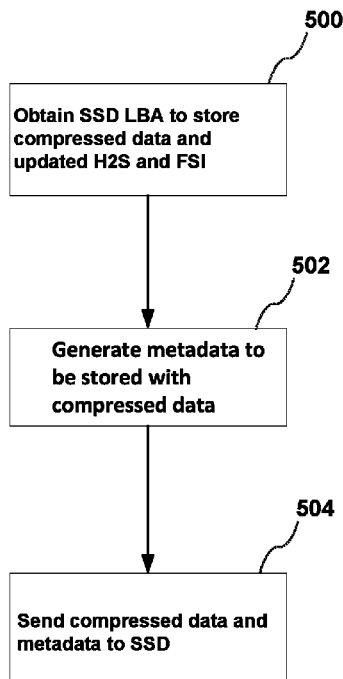 500
Obtain SSD LBA to store
compressed data and
updated H2S and FSI
502
Generate metadata to
be stored with
compressed data
504
Send compressed data and
metadata to SSD